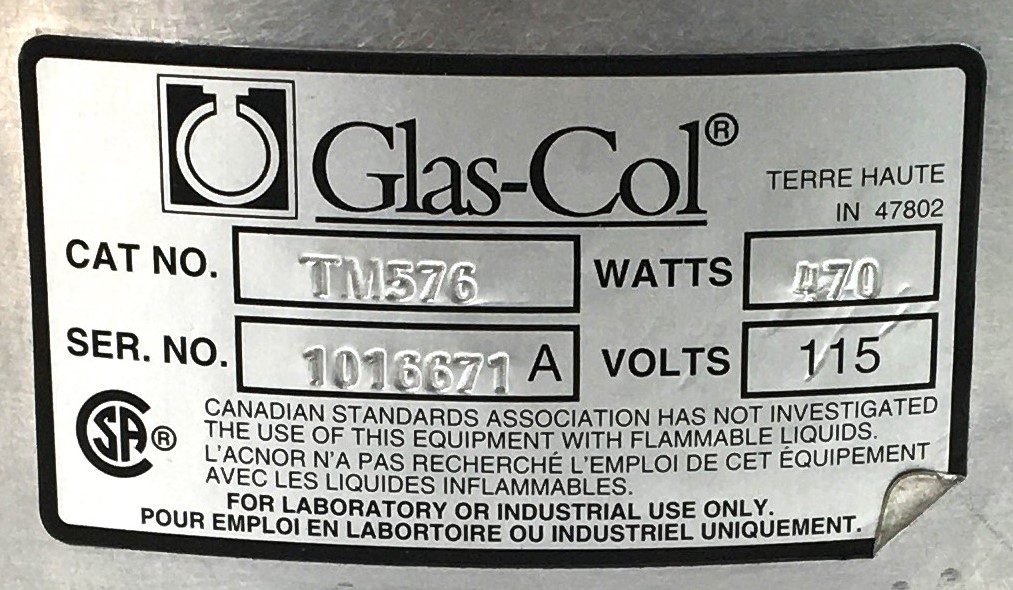 Glas-Col®
TERRE HAUTE
IN 47802
CAT NO. TM576 WATTS 470
SER. NO. 1016671 A VOLTS 115
CANADIAN STANDARDS ASSOCIATION HAS NOT INVESTIGATED
THE USE OF THIS EQUIPMENT WITH FLAMMABLE LIQUIDS.
L'ACNOR N'A PAS RECHERCHÉ L'EMPLOI DE CET ÉQUIPEMENT
AVEC LES LIQUIDES INFLAMMABLES.
SA®
FOR LABORATORY OR INDUSTRIAL USE ONLY.
POUR EMPLOI EN LABORTOIRE OU INDUSTRIEL UNIQUEMENT.